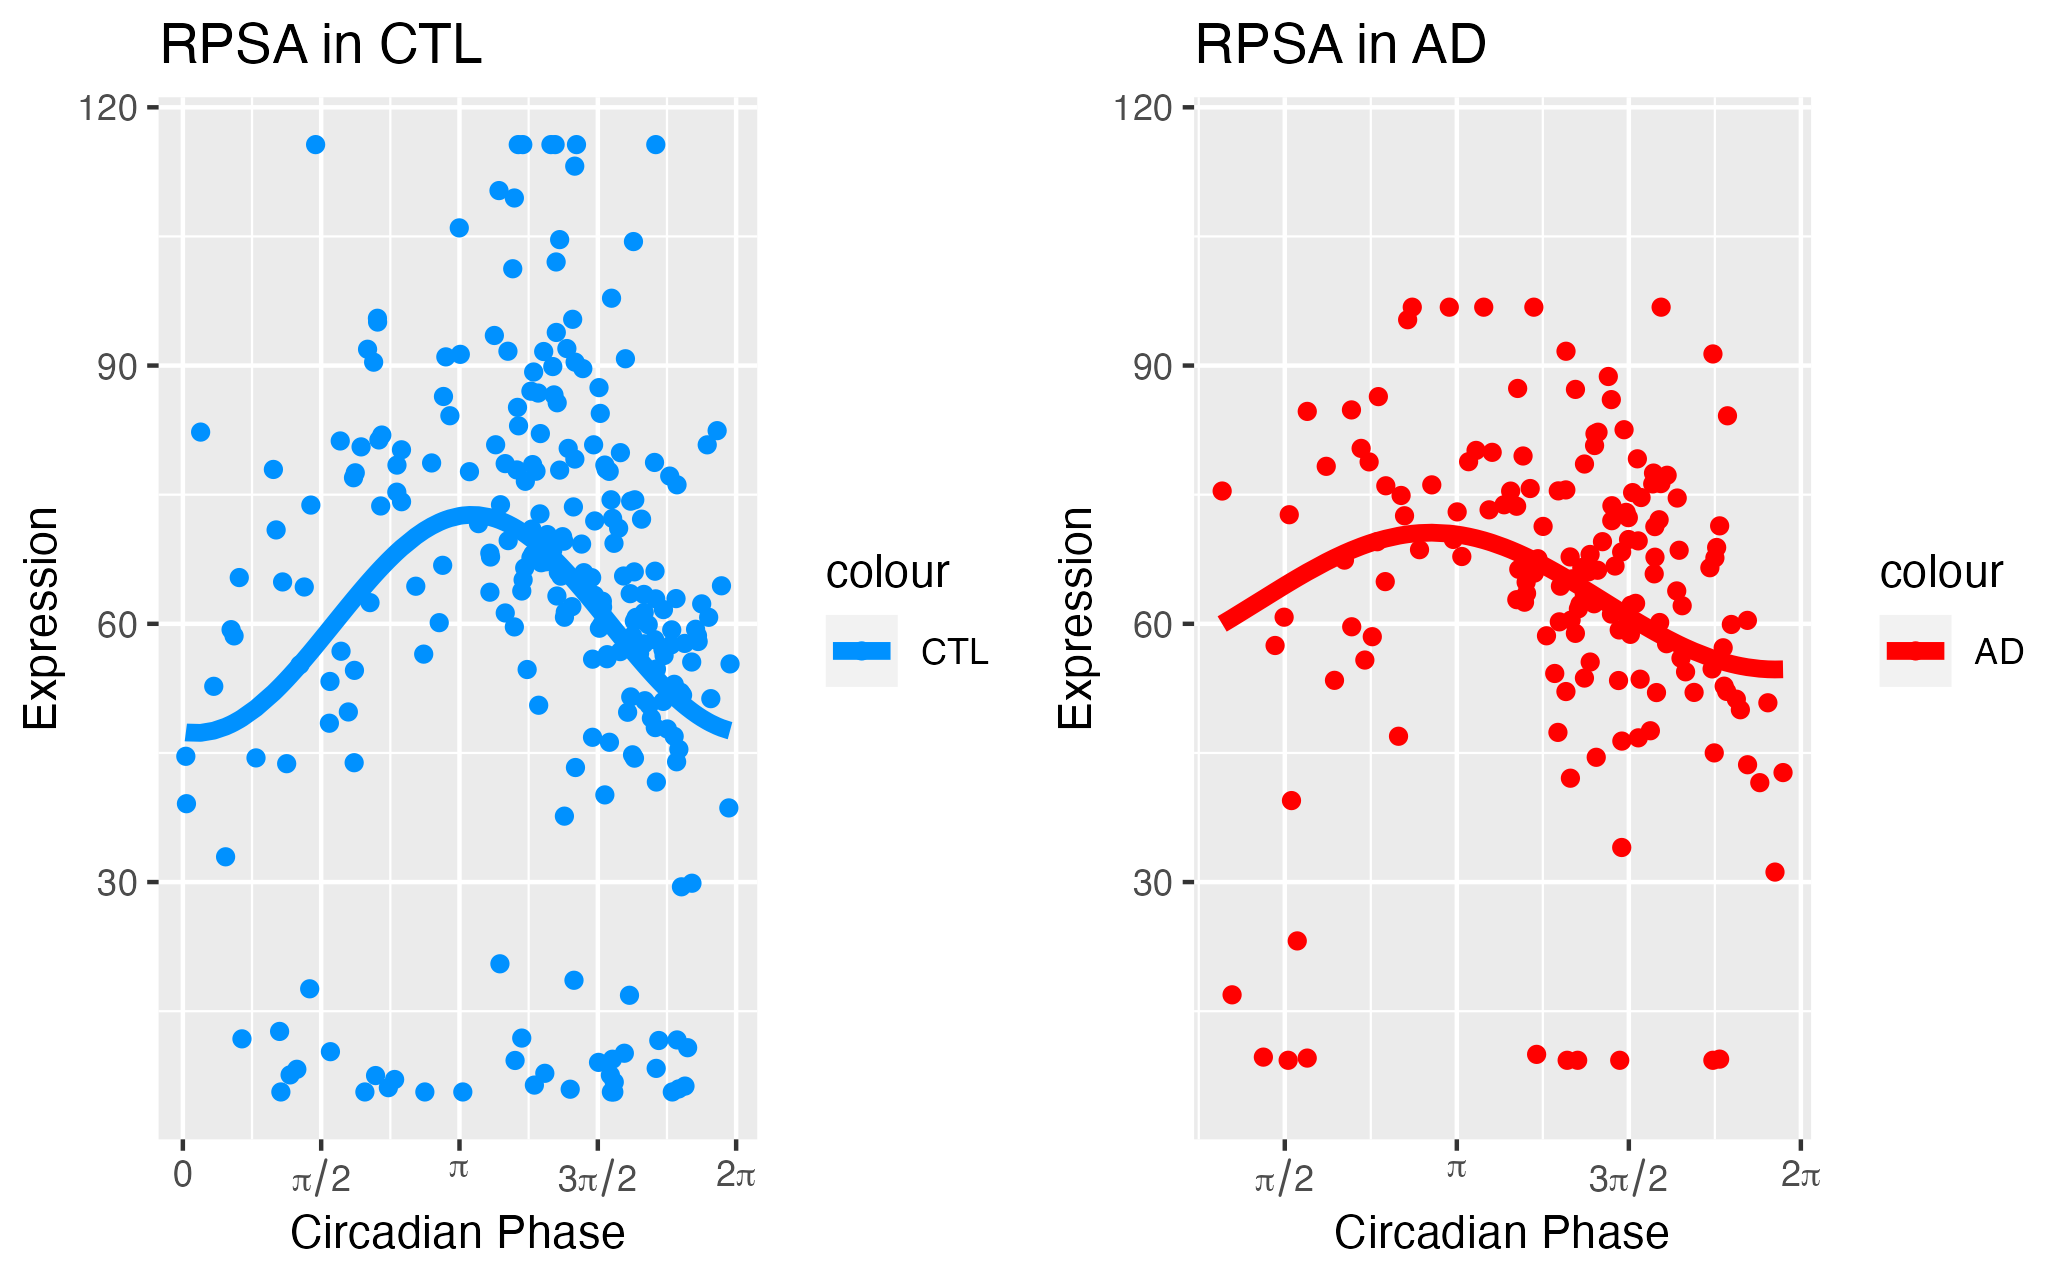 RPSA in CTL
120
90
60
30
Expression
0
π/2
π
3π/2
2π
Circadian Phase
colour
CTL
RPSA in AD
120
90
60
30
Expression
π/2
π
3π/2
2π
Circadian Phase
colour
AD